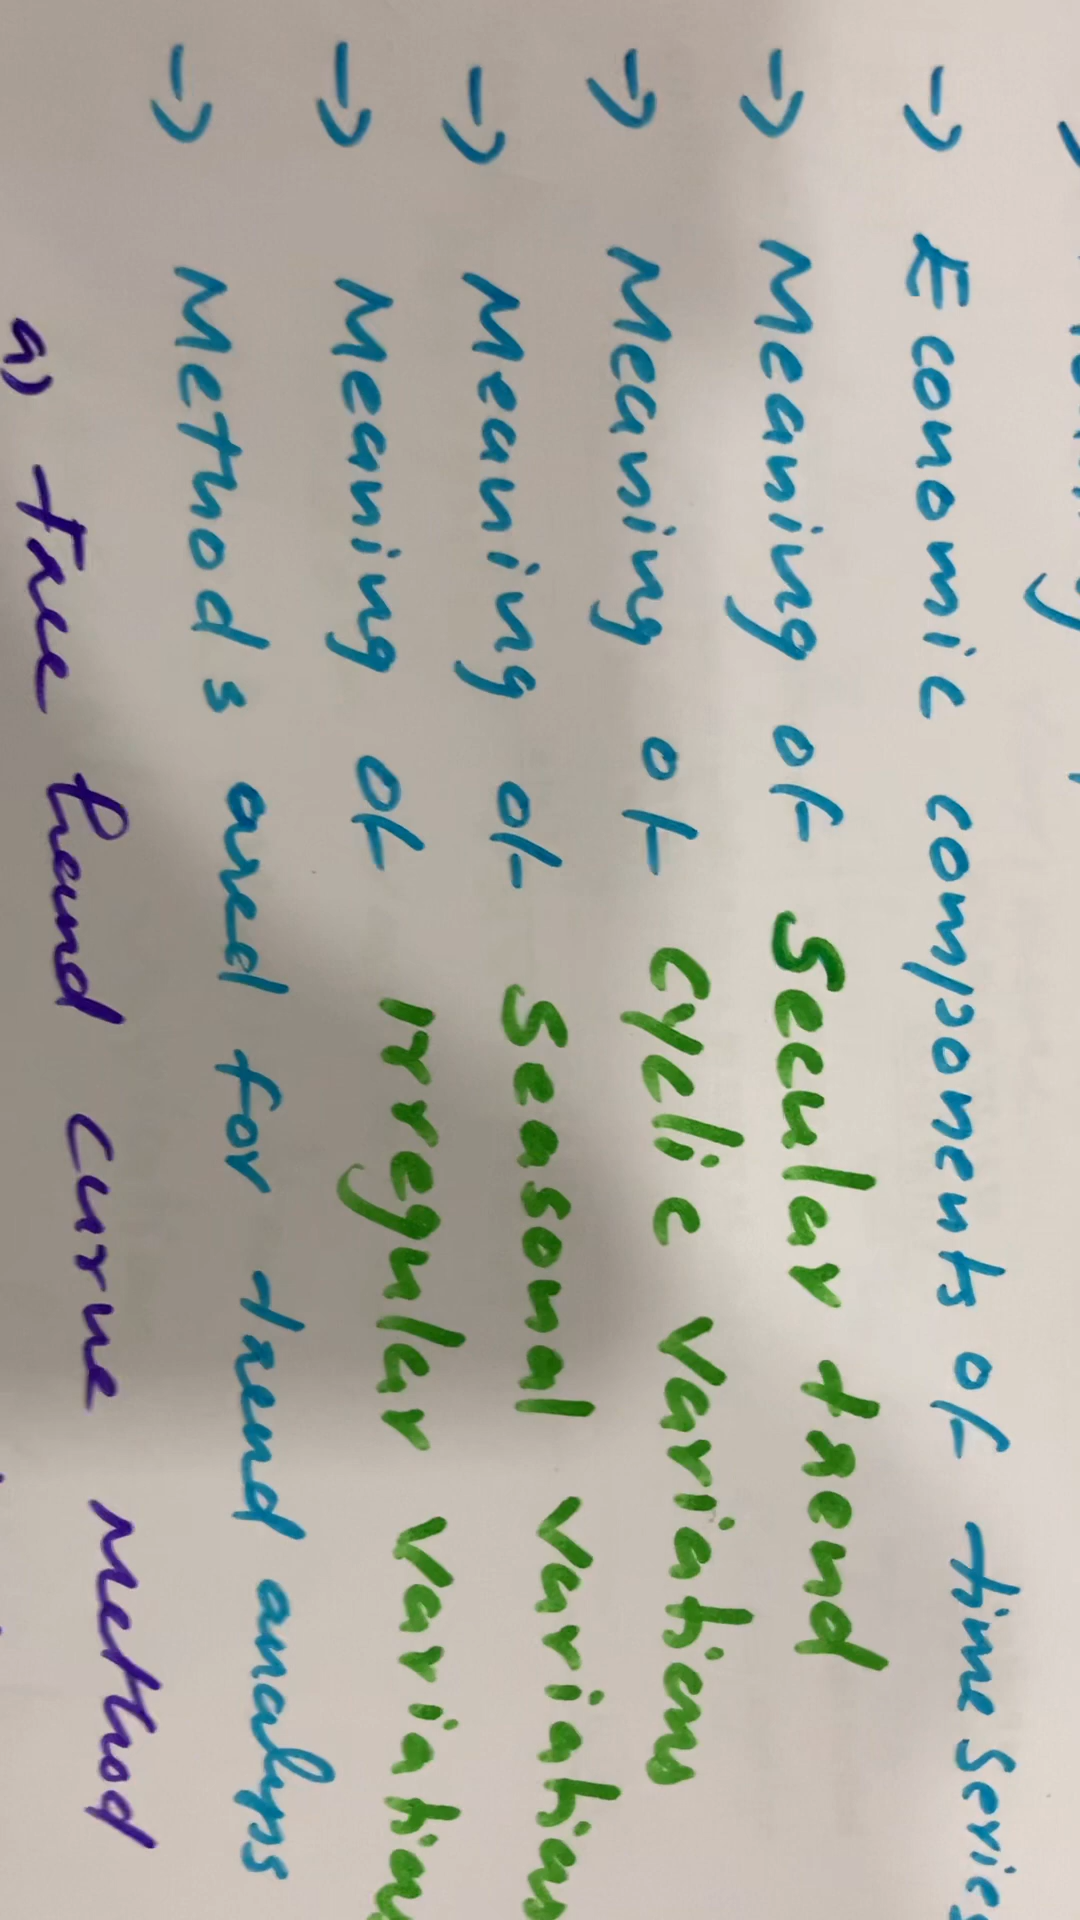 → Economic components of time series
→ Meaning of Secular trend
→ Meaning of cyclic variations
→ Meaning of seasonal variations
→ Meaning of irregular variation
→ Methods used for trend analysis
a) free hand curve method